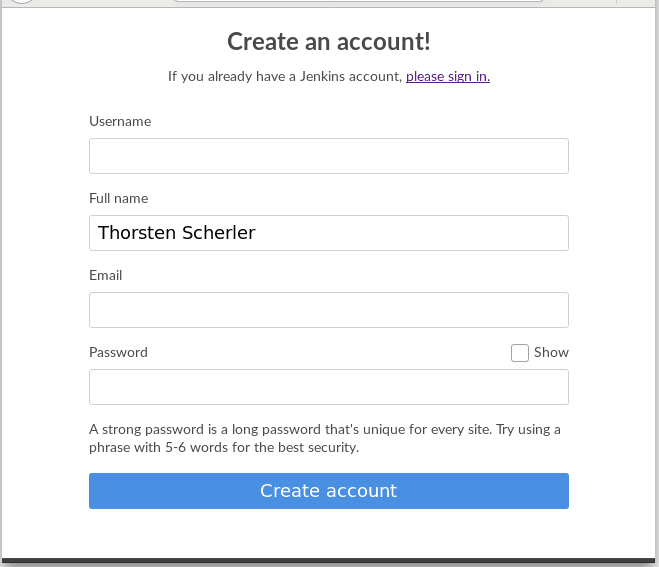 Create an account!
If you already have a Jenkins account, please sign in.
Username
Full name
Thorsten Scherler
Email
Password
Show
A strong password is a long password that's unique for every site. Try using a
phrase with 5-6 words for the best security.
Create account